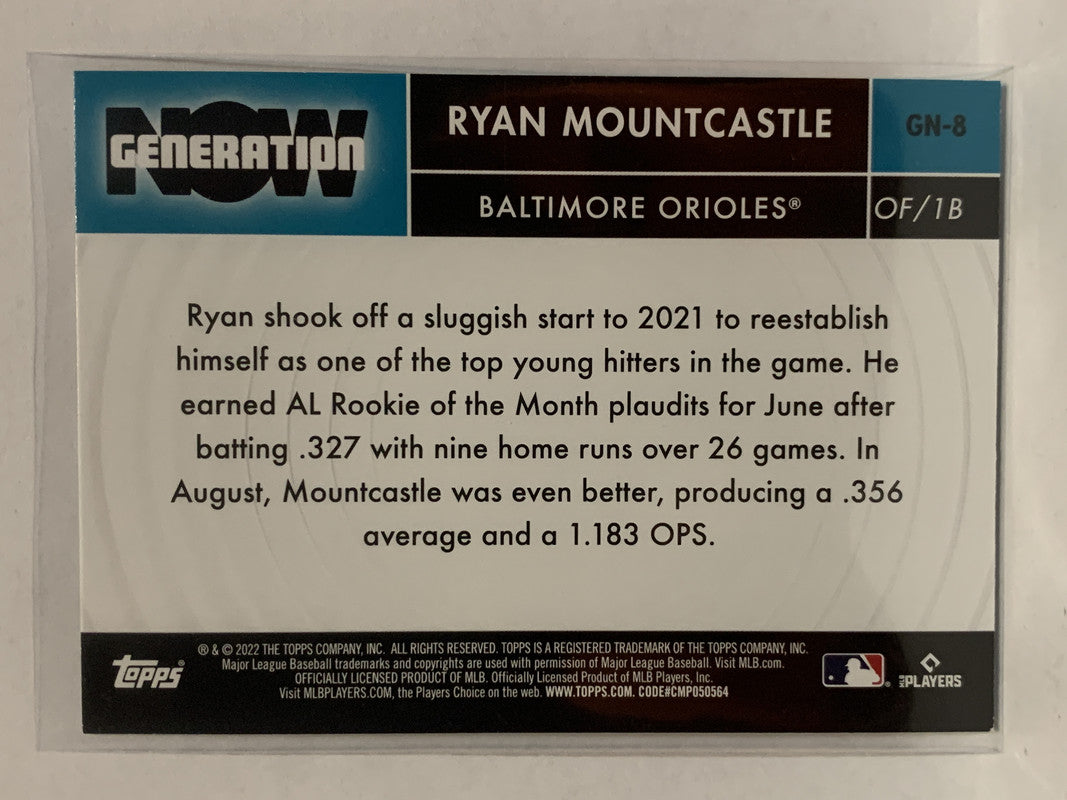 NOW
GENERATION
RYAN MOUNTCASTLE
GN-8
BALTIMORE ORIOLES®
OF/1B
Ryan shook off a sluggish start to 2021 to reestablish
himself as one of the top young hitters in the game. He
earned AL Rookie of the Month plaudits for June after
batting .327 with nine home runs over 26 games. In
August, Mountcastle was even better, producing a .356
average and a 1.183 OPS.
topps®
® & © 2022 THE TOPPS COMPANY, INC. ALL RIGHTS RESERVED. TOPPS IS A REGISTERED TRADEMARK OF THE TOPPS COMPANY, INC.
Major League Baseball trademarks and copyrights are used with permission of Major League Baseball. Visit MLB.com.
OFFICIALLY LICENSED PRODUCT OF MLB. Officially Licensed Product of MLB Players, Inc.
Visit MLBPLAYERS.COM, the Players Choice on the web. WWW.TOPPS.COM. CODE#CMP050564
MLB PLAYERS